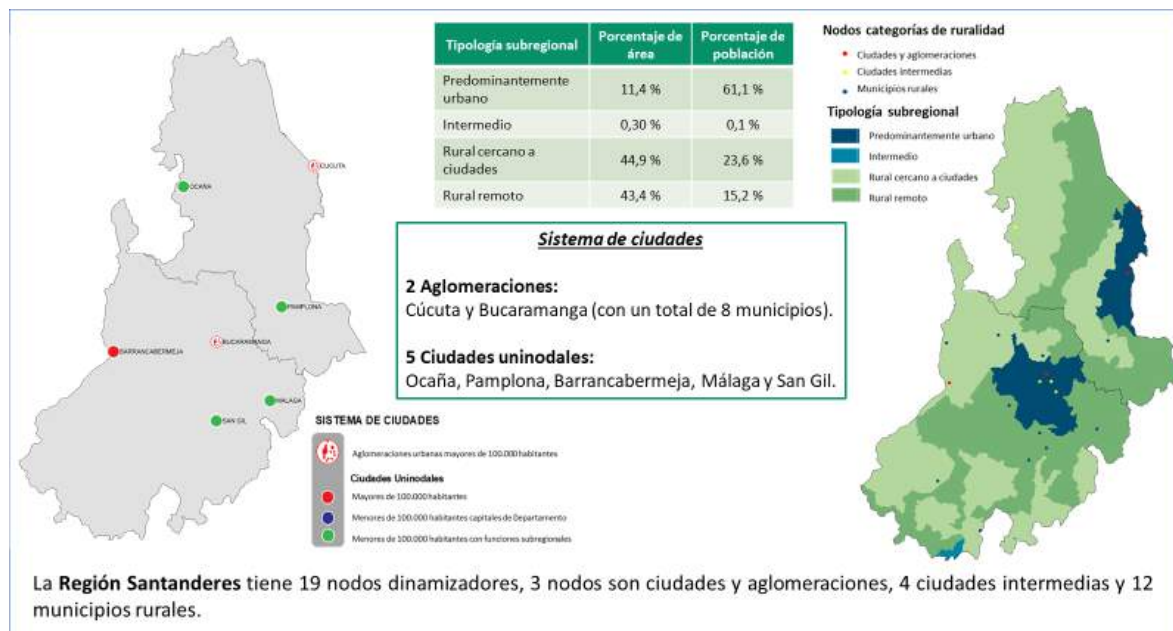 CUCUTA
OCAÑA
PAMPLONA
BUCARAMANGA
BARRANCABERMEJA
MALAGA
SAN GIL
SISTEMA DE CIUDADES
Aglomeraciones urbanas mayores de 100.000 habitantes
Ciudades Uninodales
Mayores de 100.000 habitantes
Menores de 100.000 habitantes capitales de Departamento
Menores de 100.000 habitantes con funciones subregionales
Tipología subregional Porcentaje de área Porcentaje de población
Predominantemente urbano 11,4 % 61,1 %
Intermedio 0,30 % 0,1 %
Rural cercano a ciudades 44,9 % 23,6 %
Rural remoto 43,4 % 15,2 %
Sistema de ciudades
2 Aglomeraciones:
Cúcuta y Bucaramanga (con un total de 8 municipios).
5 Ciudades uninodales:
Ocaña, Pamplona, Barrancabermeja, Málaga y San Gil.
Nodos categorías de ruralidad
Ciudades y aglomeraciones
Ciudades intermedias
Municipios rurales
Tipología subregional
Predominantemente urbano
Intermedio
Rural cercano a ciudades
Rural remoto
La Región Santanderes tiene 19 nodos dinamizadores, 3 nodos son ciudades y aglomeraciones, 4 ciudades intermedias y 12
municipios rurales.